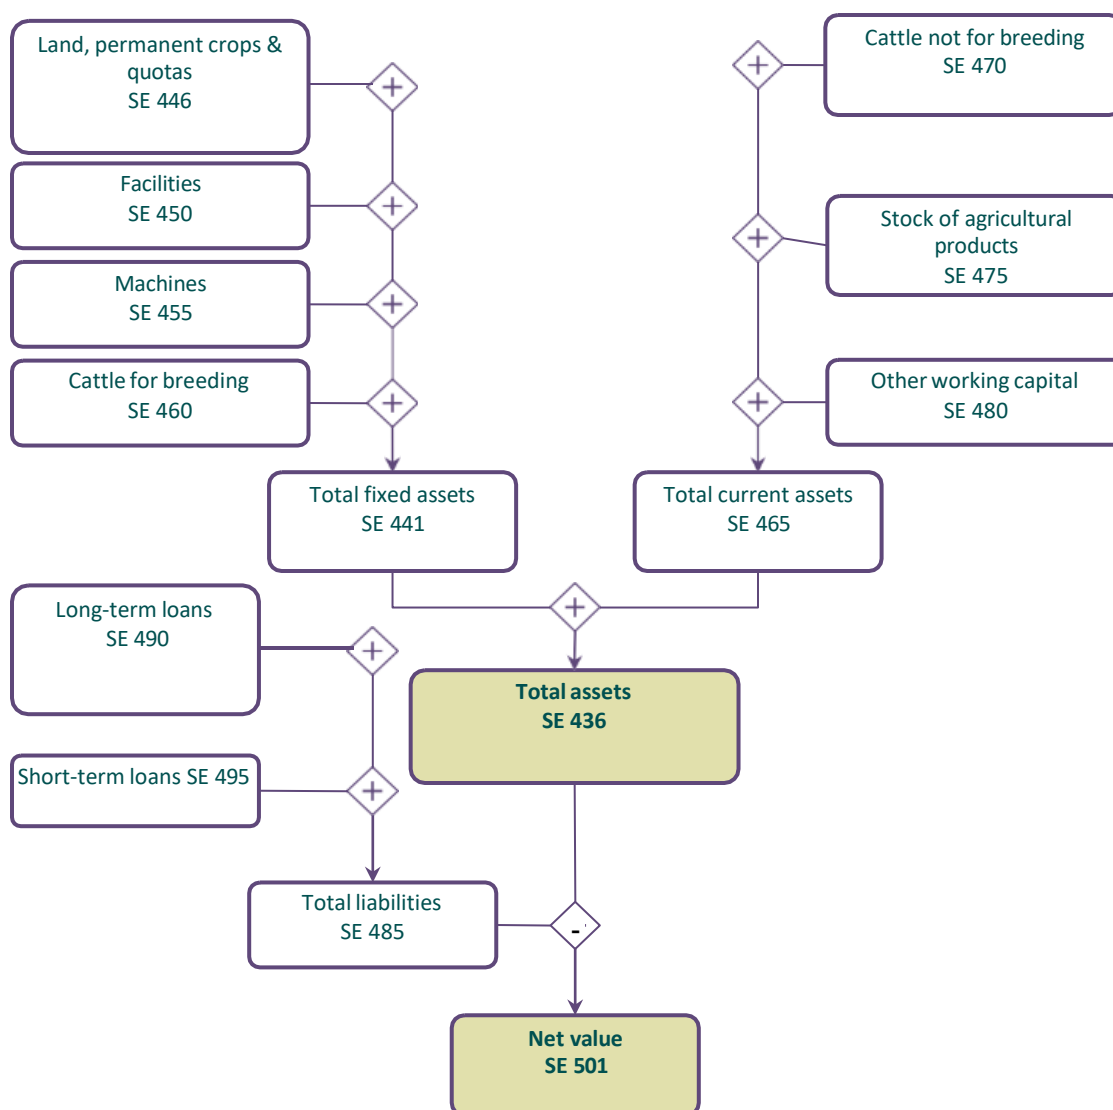 Land, permanent crops &
quotas
SE 446
Facilities
SE 450
Machines
SE 455
Cattle for breeding
SE 460
Cattle not for breeding
SE 470
Stock of agricultural
products
SE 475
Other working capital
SE 480
Total fixed assets
SE 441
Total current assets
SE 465
Long-term loans
SE 490
Short-term loans SE 495
Total assets
SE 436
Total liabilities
SE 485
-
Net value
SE 501